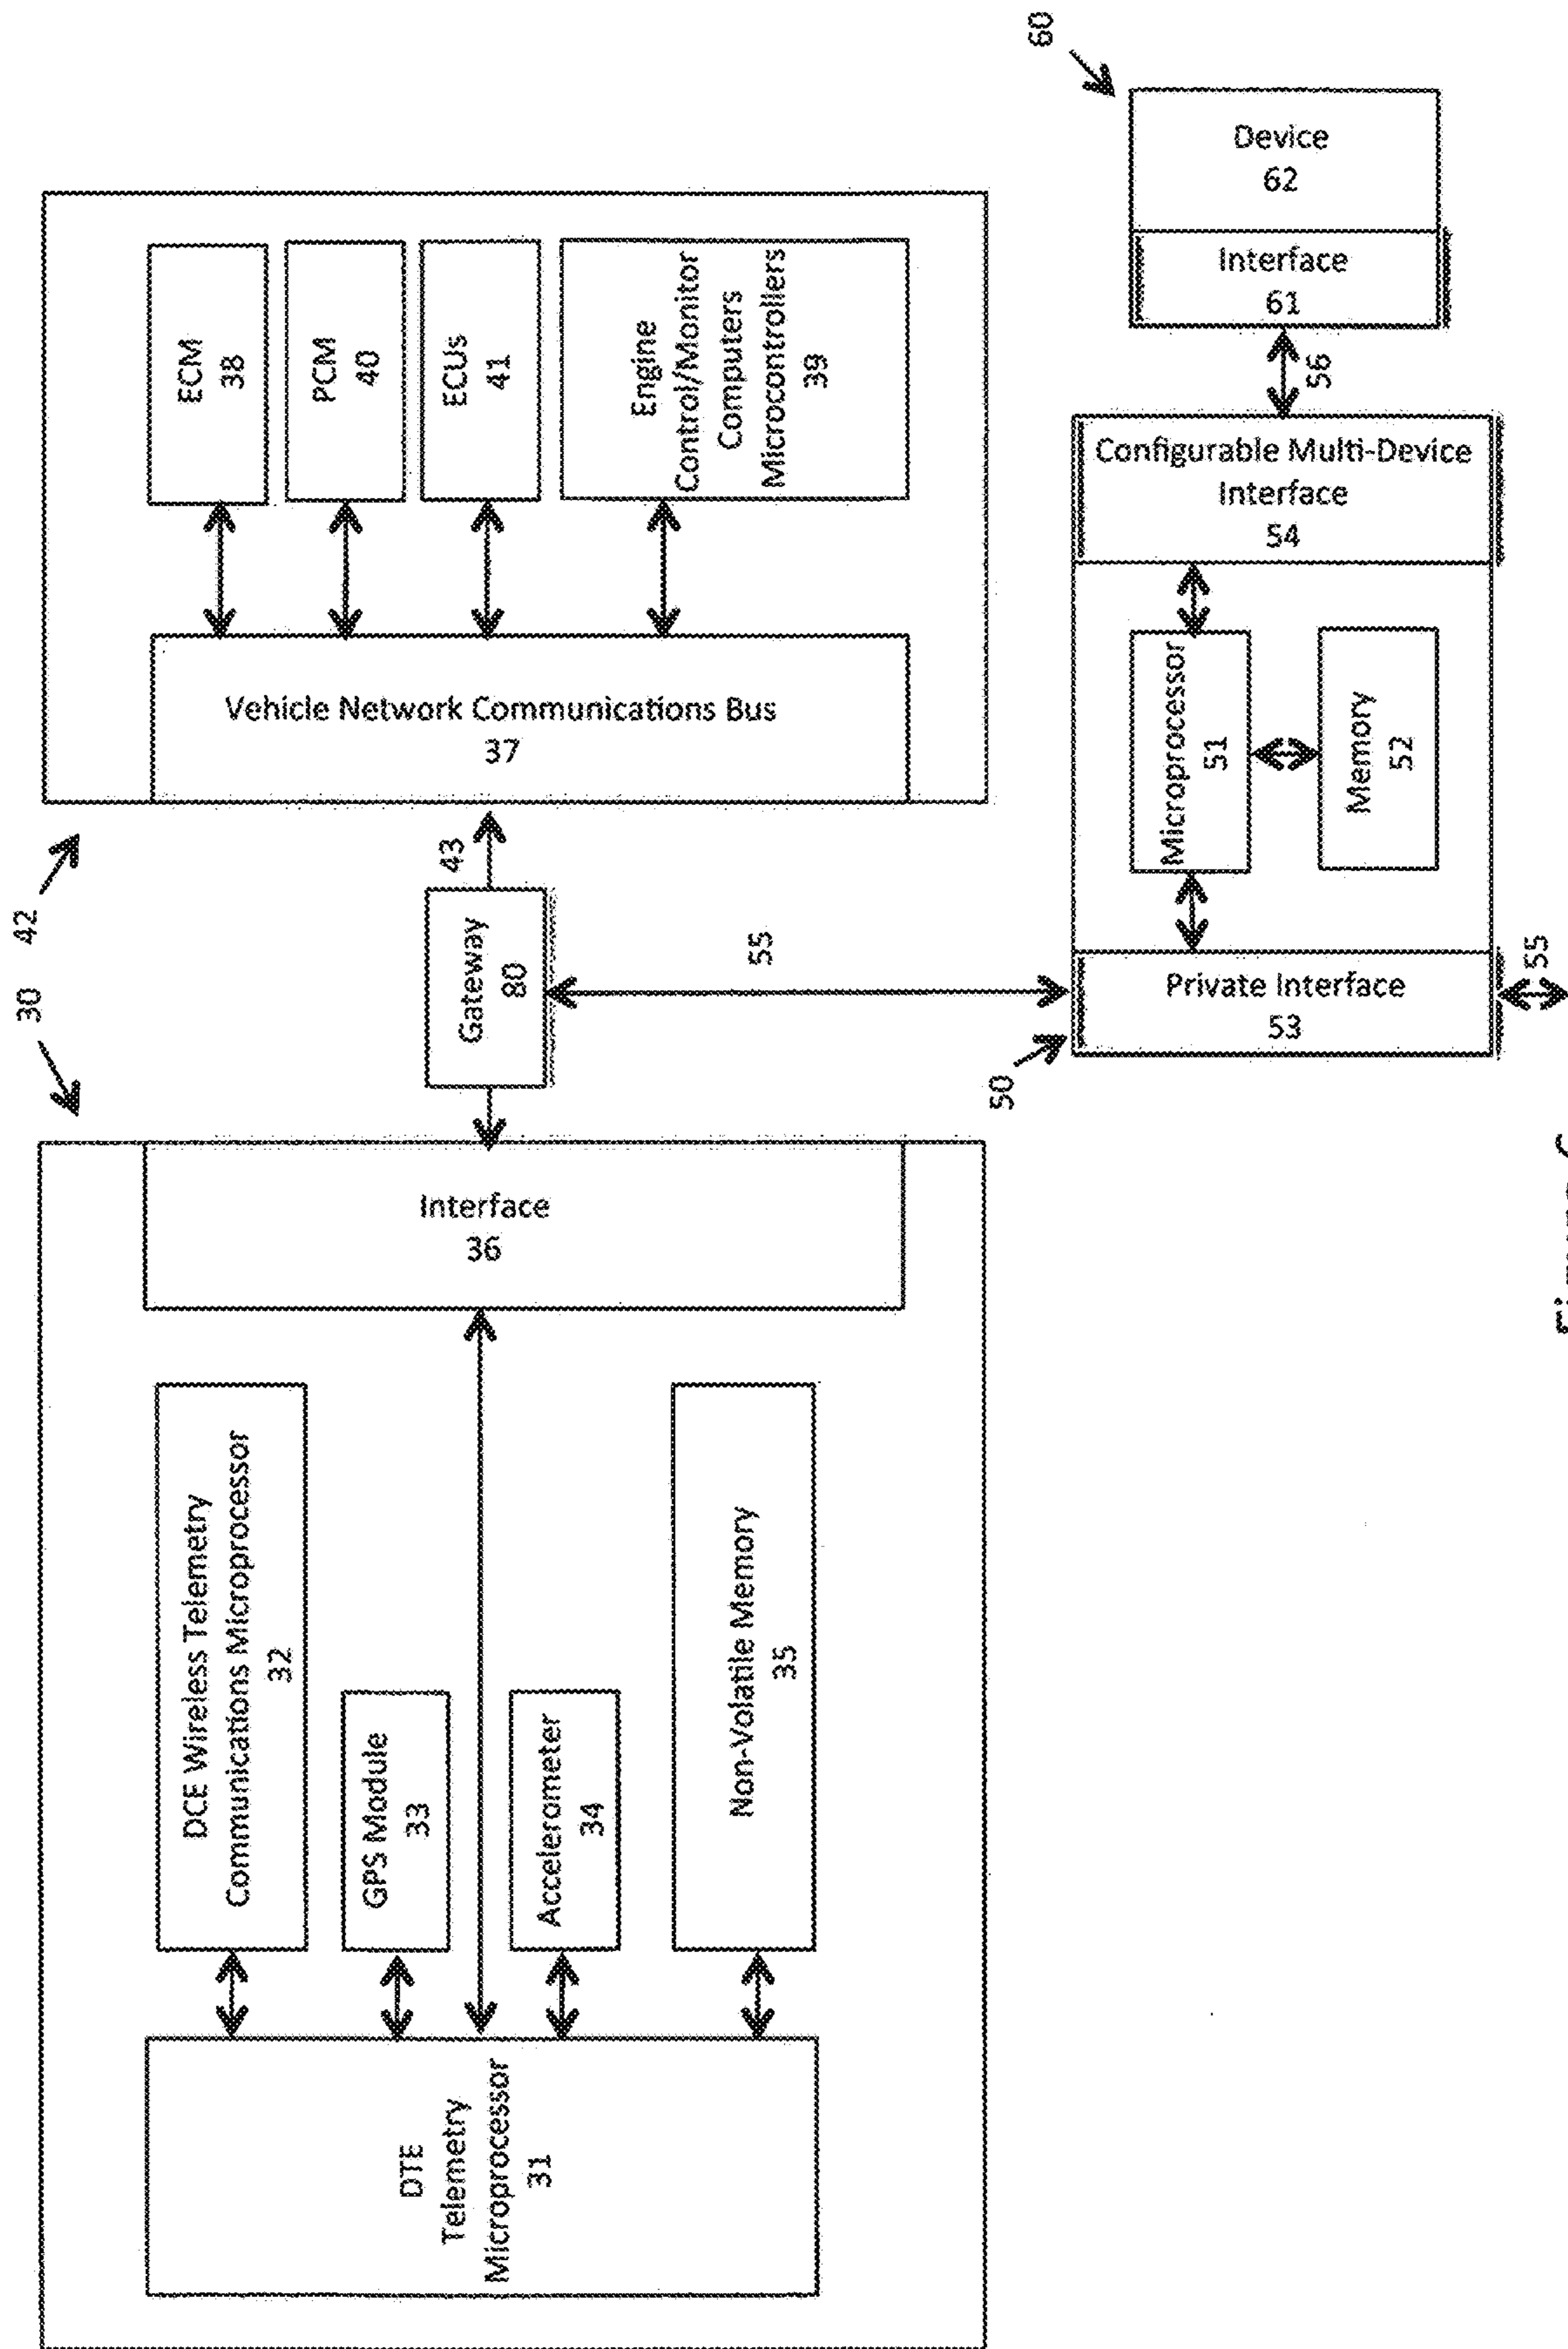 30
42
DTE
Telemetry
Microprocessor
31
DCE Wireless Telemetry
Communications Microprocessor
32
GPS Module
33
Accelerometer
34
Non-Volatile Memory
35
Interface
36
Gateway
80
43
Vehicle Network Communications Bus
37
ECM
38
PCM
40
ECUs
41
Engine
Control/Monitor
Computers
Microcontrollers
39
55
50
Private Interface
53
55
Microprocessor
51
Memory
52
Configurable Multi-Device
Interface
54
56
60
Interface
61
Device
62